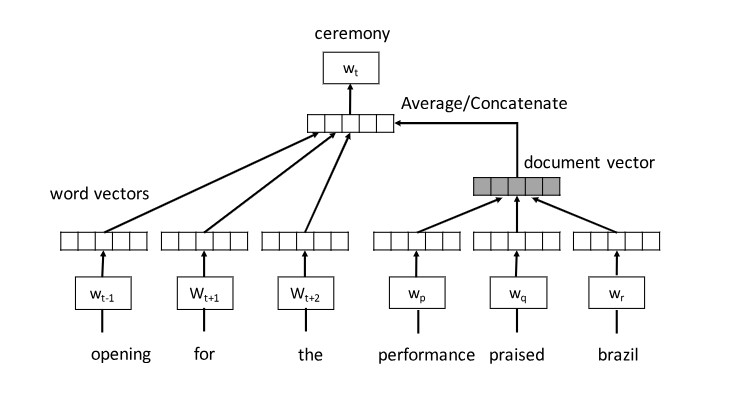 ceremony
wt
Average/Concatenate
document vector
word vectors
wt-1
Wt+1
Wt+2
wp
wq
wr
opening
for
the
performance
praised
brazil